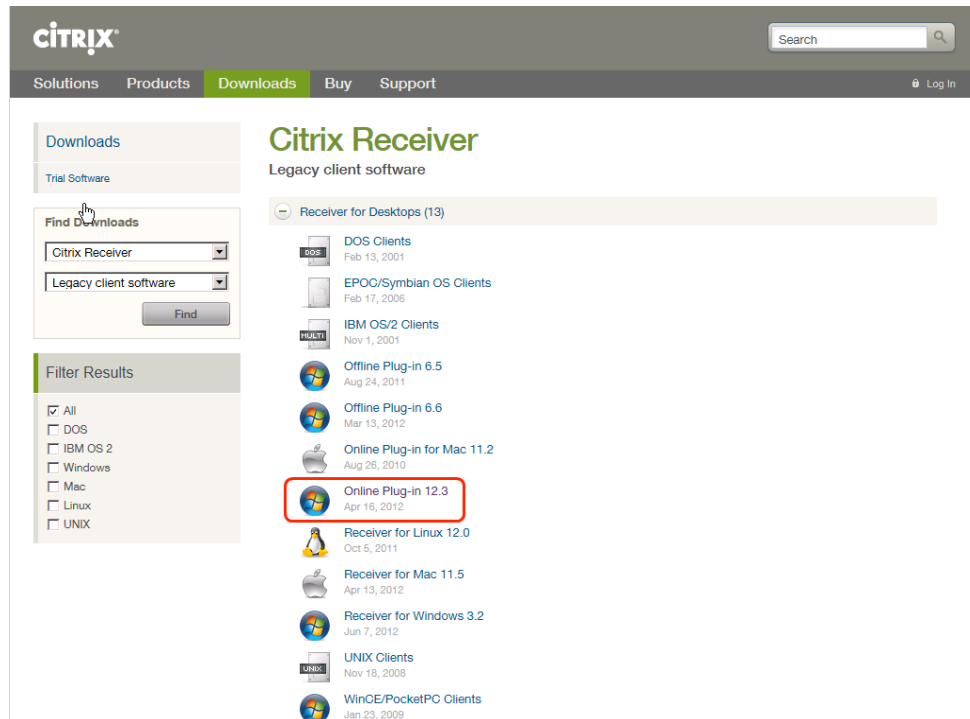 CİTRIX
Search
Solutions Products Downloads Buy Support Log In
Downloads
Trial Software
Find Downloads
Citrix Receiver
Legacy client software
Find
Filter Results
All
DOS
IBM OS 2
Windows
Mac
Linux
UNIX
Citrix Receiver
Legacy client software
Receiver for Desktops (13)
DOS
DOS Clients
Feb 13, 2001
EPOC/Symbian OS Clients
Feb 17, 2006
MULTI
IBM OS/2 Clients
Nov 1, 2001
Offline Plug-in 6.5
Aug 24, 2011
Offline Plug-in 6.6
Mar 13, 2012
Online Plug-in for Mac 11.2
Aug 26, 2010
Online Plug-in 12.3
Apr 16, 2012
Receiver for Linux 12.0
Oct 5, 2011
Receiver for Mac 11.5
Apr 13, 2012
Receiver for Windows 3.2
Jun 7, 2012
UNIX
UNIX Clients
Nov 18, 2008
WinCE/PocketPC Clients
Jan 23, 2009